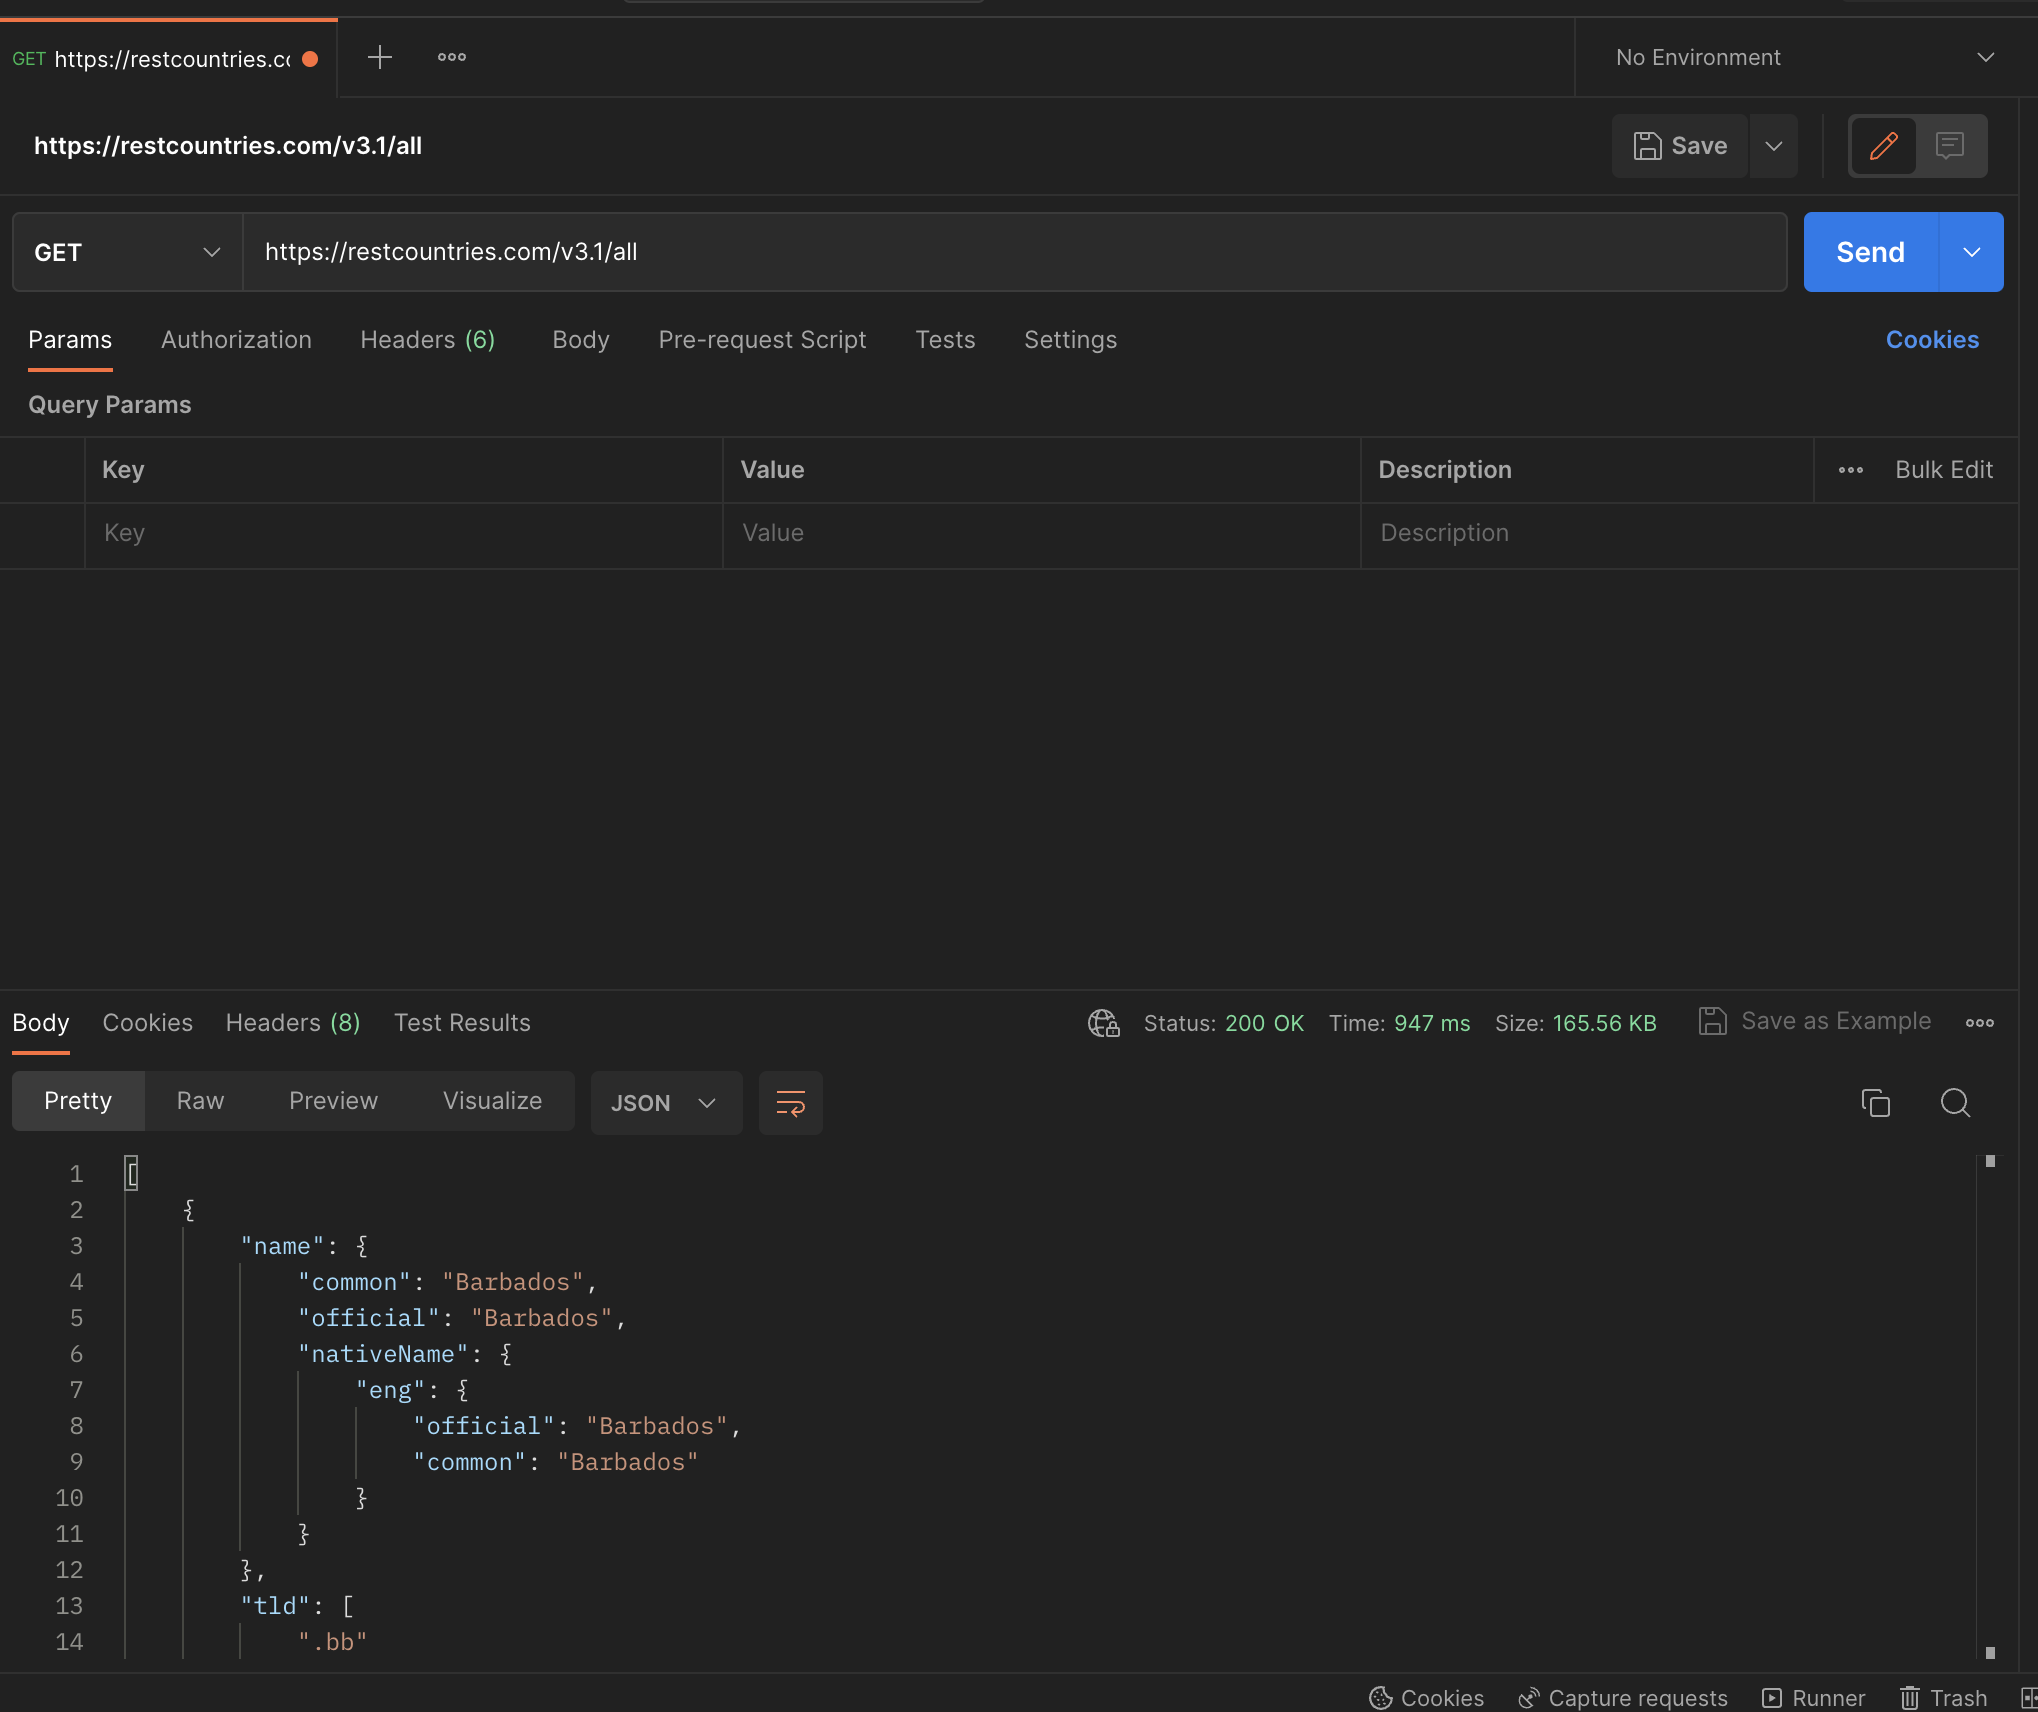 GET https://restcountries.cc
No Environment
https://restcountries.com/v3.1/all
Save
GET
https://restcountries.com/v3.1/all
Send
Params Authorization Headers (6) Body Pre-request Script Tests Settings Cookies
Query Params
Key Value Description Bulk Edit
Key Value Description
Body Cookies Headers (8) Test Results Status: 200 OK Time: 947 ms Size: 165.56 KB Save as Example
Pretty Raw Preview Visualize JSON
1 [
2 {
3 "name": {
4 "common": "Barbados",
5 "official": "Barbados",
6 "nativeName": {
7 "eng": {
8 "official": "Barbados",
9 "common": "Barbados"
10 }
11 }
12 },
13 "tld": [
14 ".bb"
Cookies Capture requests Runner Trash